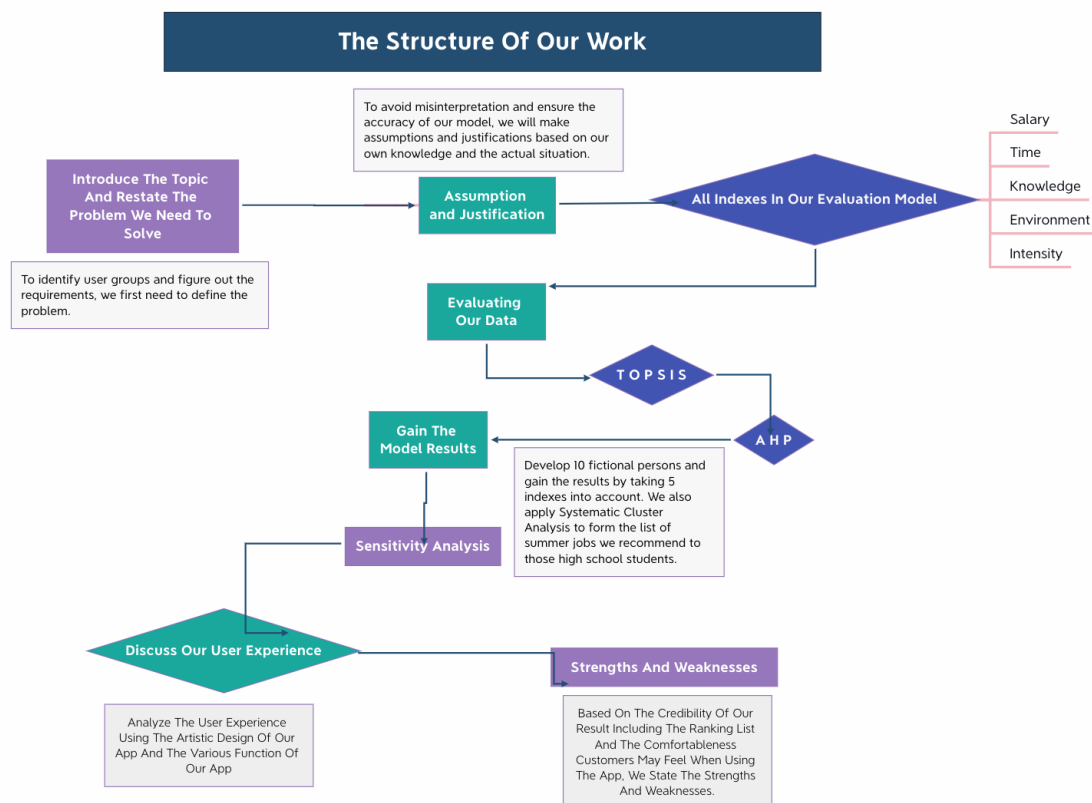 The Structure Of Our Work
To avoid misinterpretation and ensure the
accuracy of our model, we will make
assumptions and justifications based on our
own knowledge and the actual situation.
Introduce The Topic
And Restate The
Problem We Need To
Solve
Assumption
and Justification
All Indexes In Our Evaluation Model
Salary
Time
Knowledge
Environment
Intensity
To identify user groups and figure out the
requirements, we first need to define the
problem.
Evaluating
Our Data
T O P S I S
A H P
Gain The
Model Results
Develop 10 fictional persons and
gain the results by taking 5
indexes into account. We also
apply Systematic Cluster
Analysis to form the list of
summer jobs we recommend to
those high school students.
Sensitivity Analysis
Discuss Our User Experience
Strengths And Weaknesses
Analyze The User Experience
Using The Artistic Design Of Our
App And The Various Function Of
Our App
Based On The Credibility Of Our
Result Including The Ranking List
And The Comfortableness
Customers May Feel When Using
The App, We State The Strengths
And Weaknesses.